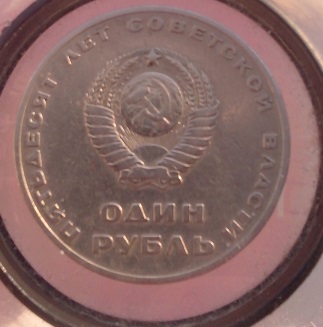 ПЯТЬДЕСЯТ ЛЕТ СОВЕТСКОЙ ВЛАСТИ
ОДИН
РУБЛЬ